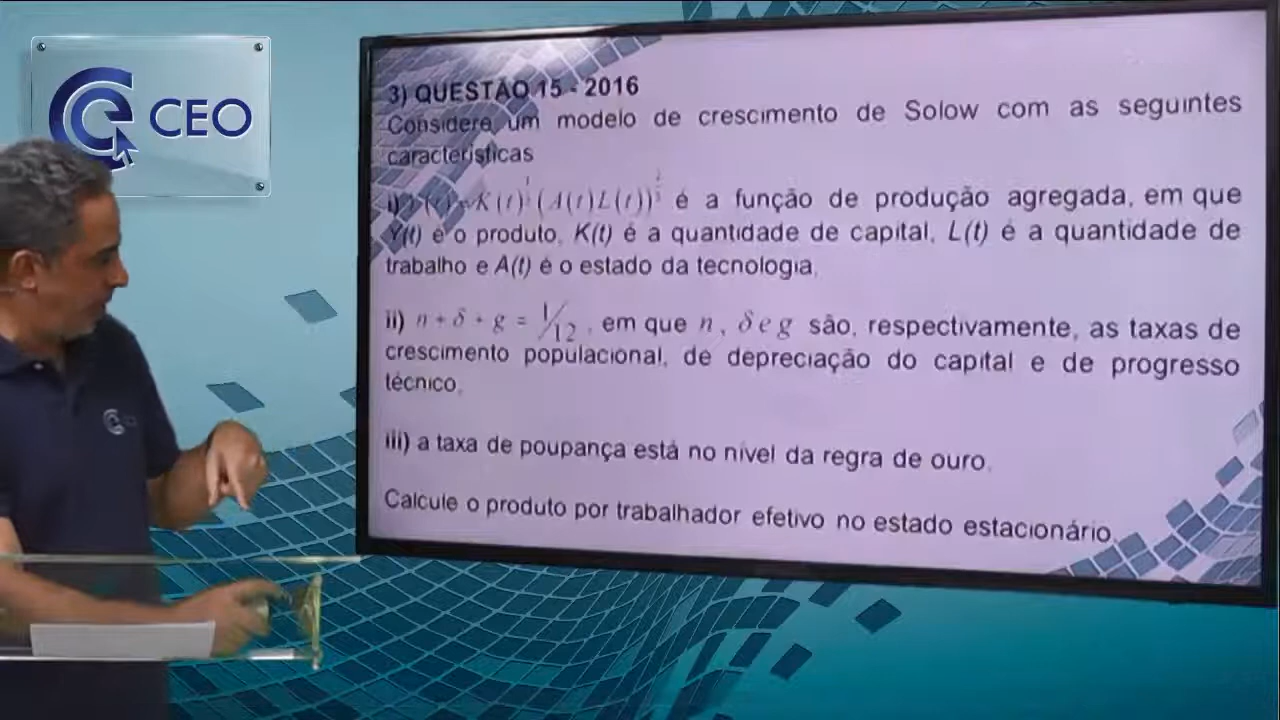 CEO
3) QUESTÃO 15 - 2016
Considere um modelo de crescimento de Solow com as seguintes
características
K(t) (A(t)L(t)) é a função de produção agregada, em que
Y(t) é o produto, K(t) é a quantidade de capital, L(t) é a quantidade de
trabalho e A(t) é o estado da tecnologia.
ii) n + δ + g = 1/12 , em que n , δ e g são, respectivamente, as taxas de
crescimento populacional, de depreciação do capital e de progresso
técnico.
iii) a taxa de poupança está no nível da regra de ouro.
Calcule o produto por trabalhador efetivo no estado estacionário.